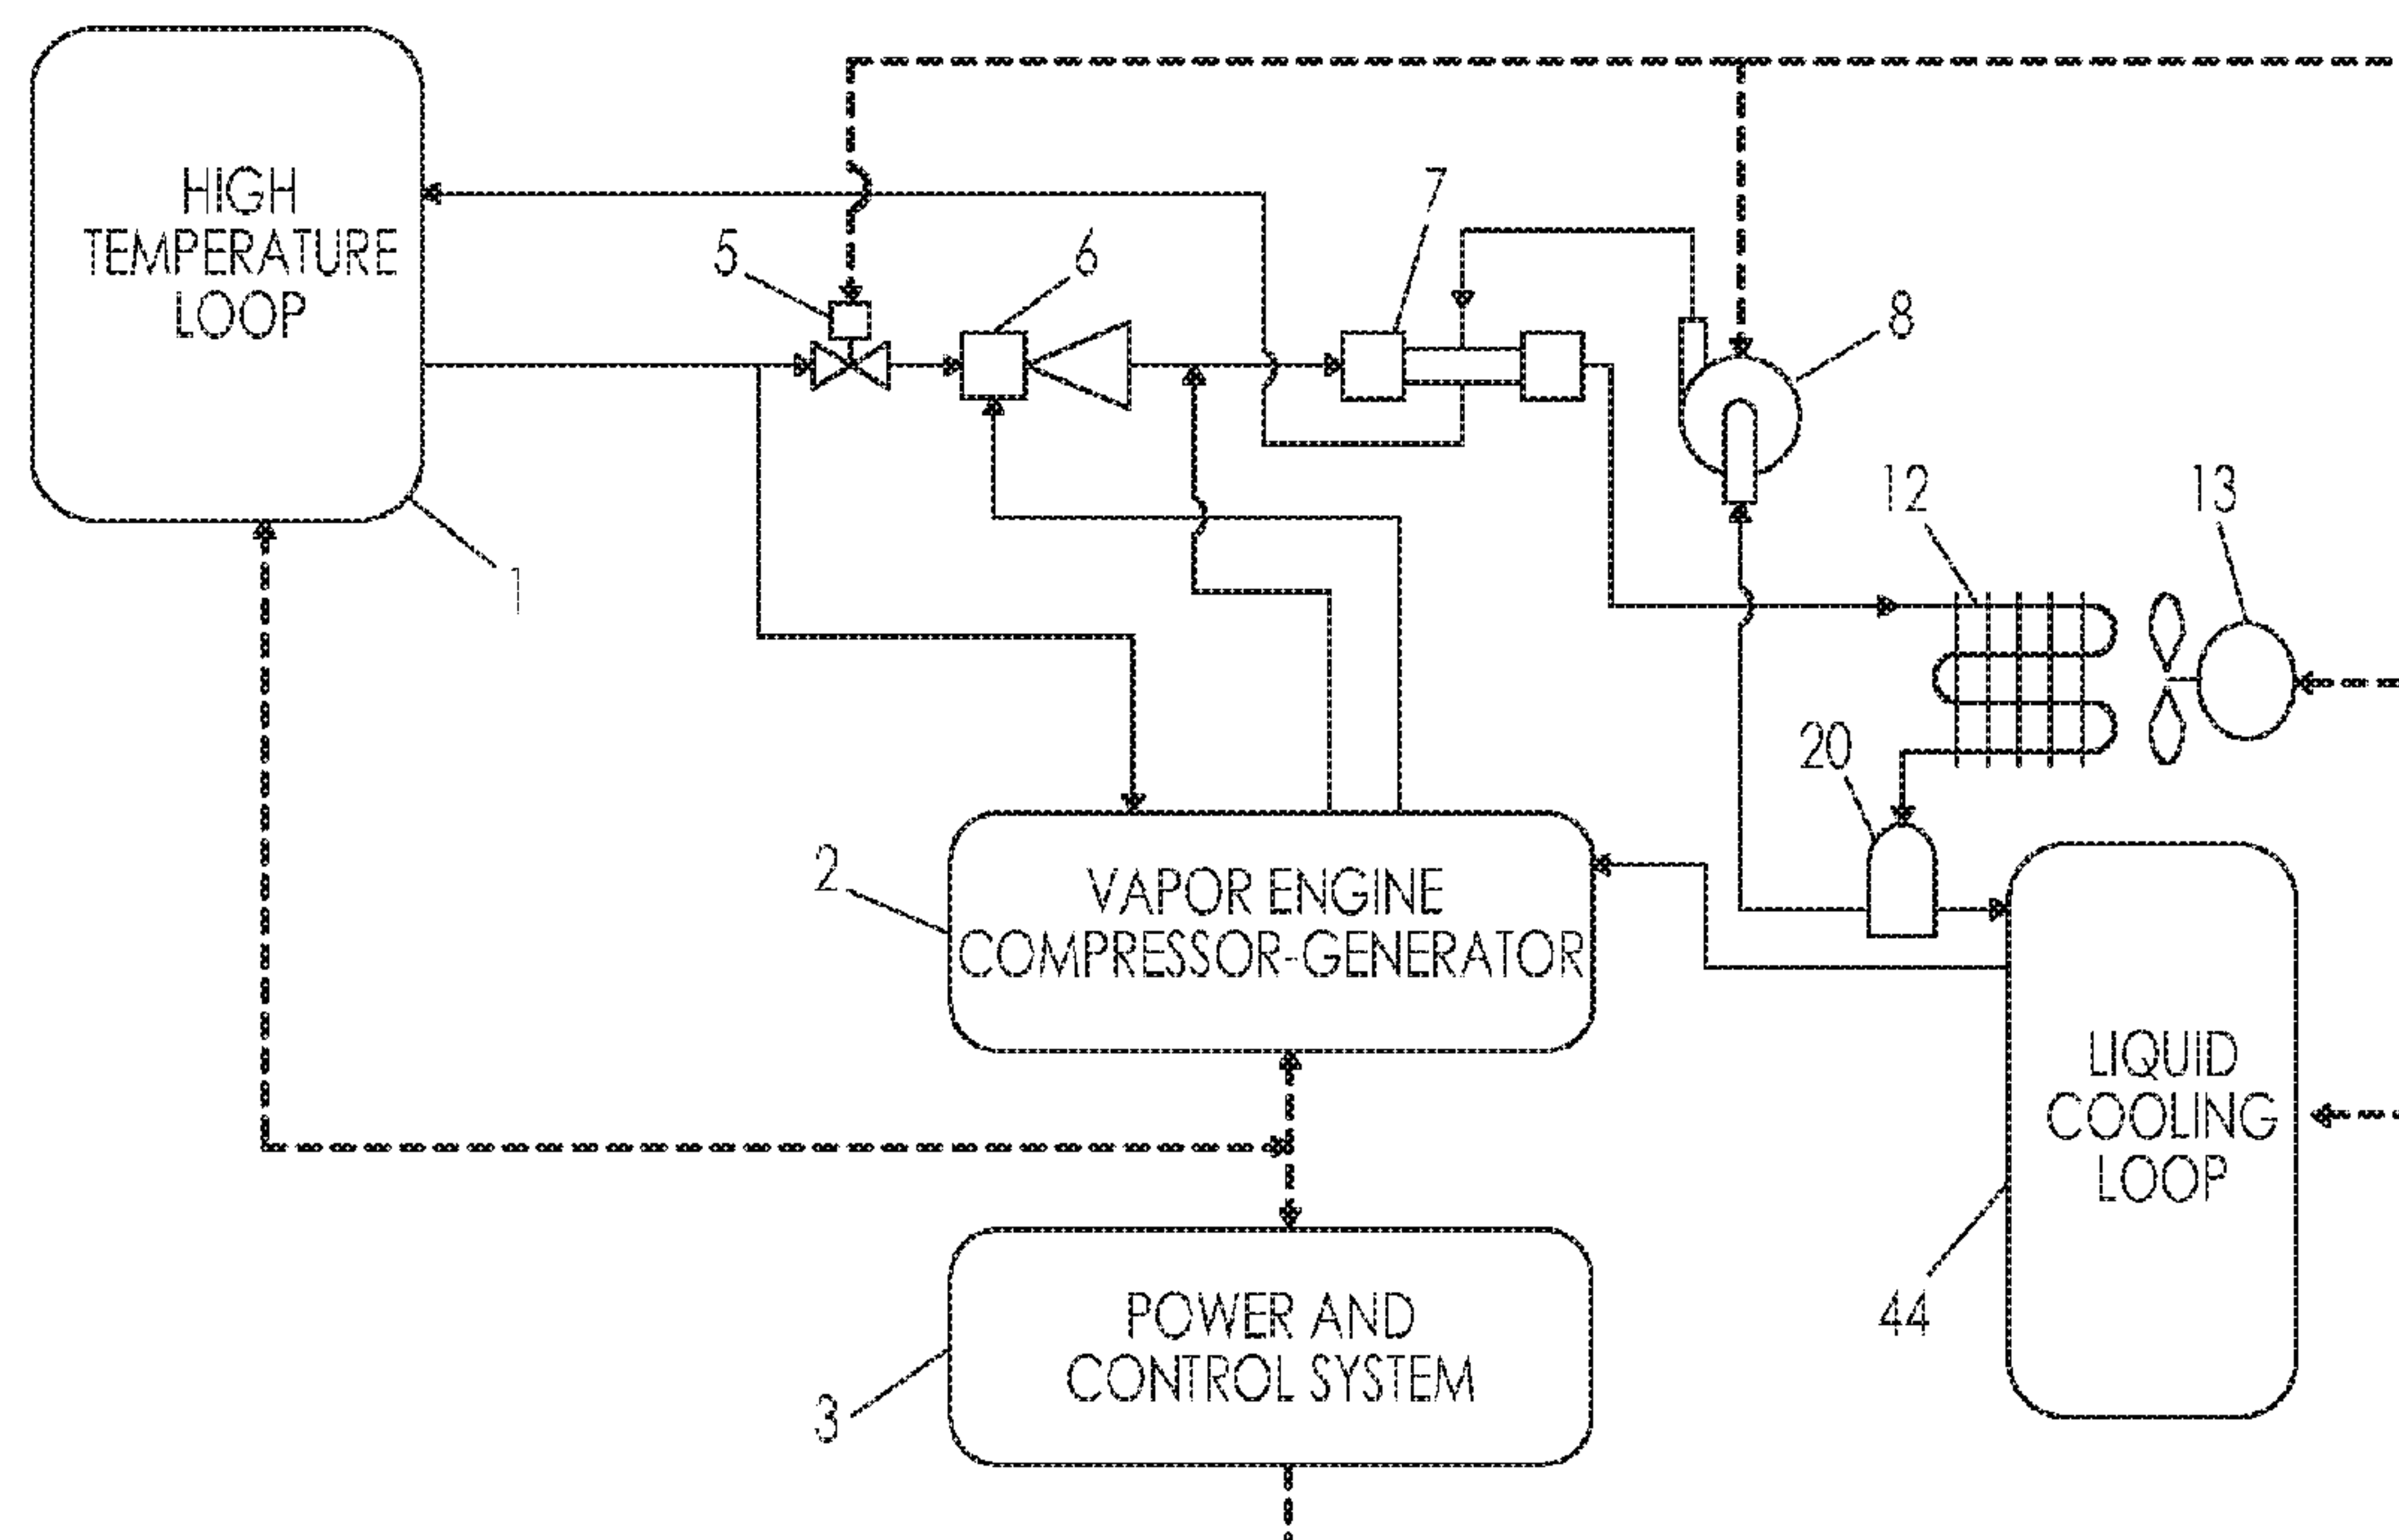 7
HIGH
TEMPERATURE
LOOP
5
6
8
12
13
1
20
2
VAPOR ENGINE
COMPRESSOR-GENERATOR
LIQUID
COOLING
LOOP
POWER AND
CONTROL SYSTEM
44
3